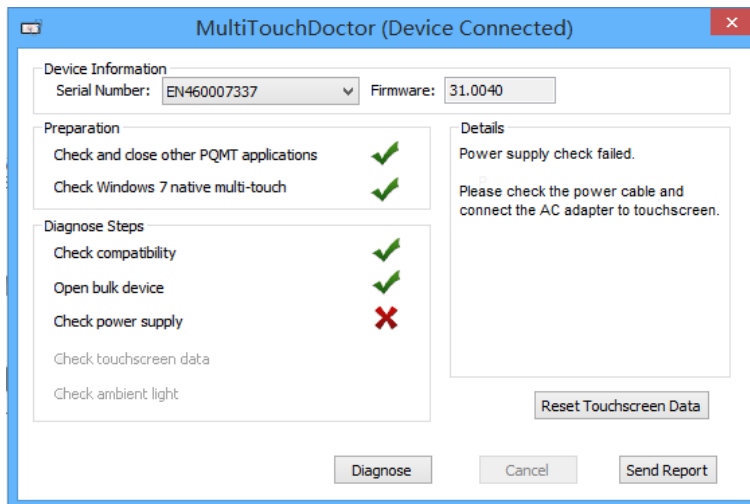 MultiTouchDoctor (Device Connected)
Device Information
Serial Number: EN460007337 Firmware: 31.0040
Preparation
Check and close other PQMT applications
Check Windows 7 native multi-touch
Diagnose Steps
Check compatibility
Open bulk device
Check power supply
Check touchscreen data
Check ambient light
Details
Power supply check failed.
Please check the power cable and
connect the AC adapter to touchscreen.
Reset Touchscreen Data
Diagnose Cancel Send Report